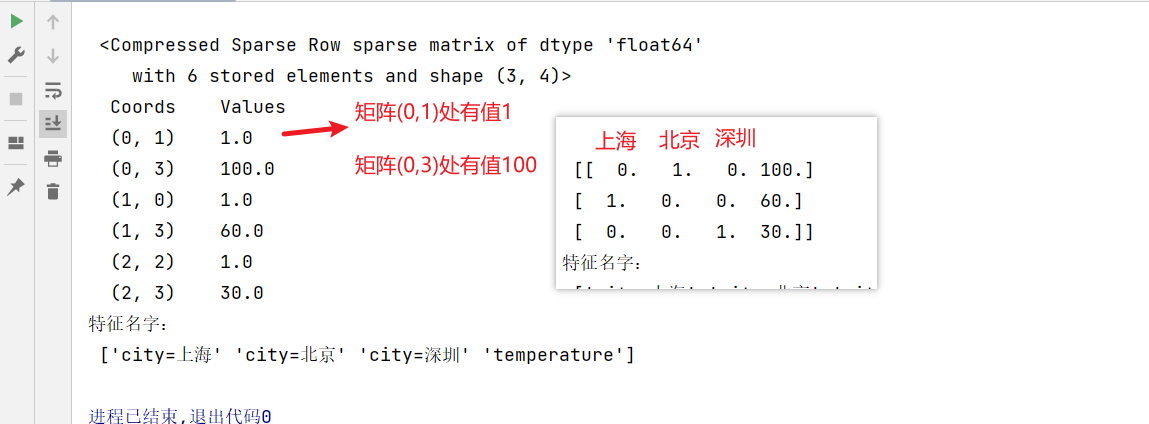 <Compressed Sparse Row sparse matrix of dtype 'float64'
with 6 stored elements and shape (3, 4)>
Coords Values
(0, 1) 1.0
(0, 3) 100.0
(1, 0) 1.0
(1, 3) 60.0
(2, 2) 1.0
(2, 3) 30.0
特征名字:
['city=上海' 'city=北京' 'city=深圳' 'temperature']
进程已结束,退出代码0
矩阵(0,1)处有值1
矩阵(0,3)处有值100
上海 北京 深圳
[[ 0. 1. 0. 100.]
[ 1. 0. 0. 60.]
[ 0. 0. 1. 30.]]
特征名字: